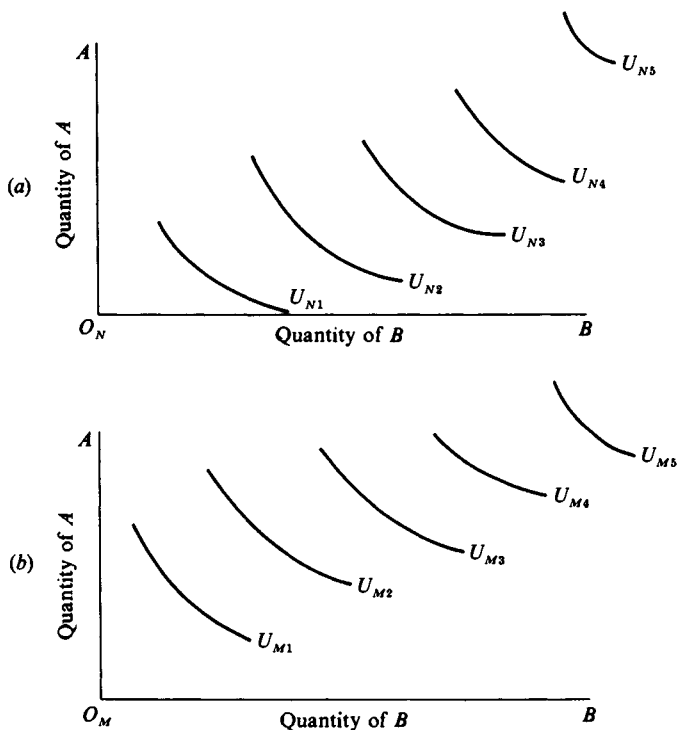 (a)
A
Quantity of A
U_N1
U_N2
U_N3
U_N4
U_N5
O_N
Quantity of B
B
(b)
A
Quantity of A
U_M1
U_M2
U_M3
U_M4
U_M5
O_M
Quantity of B
B